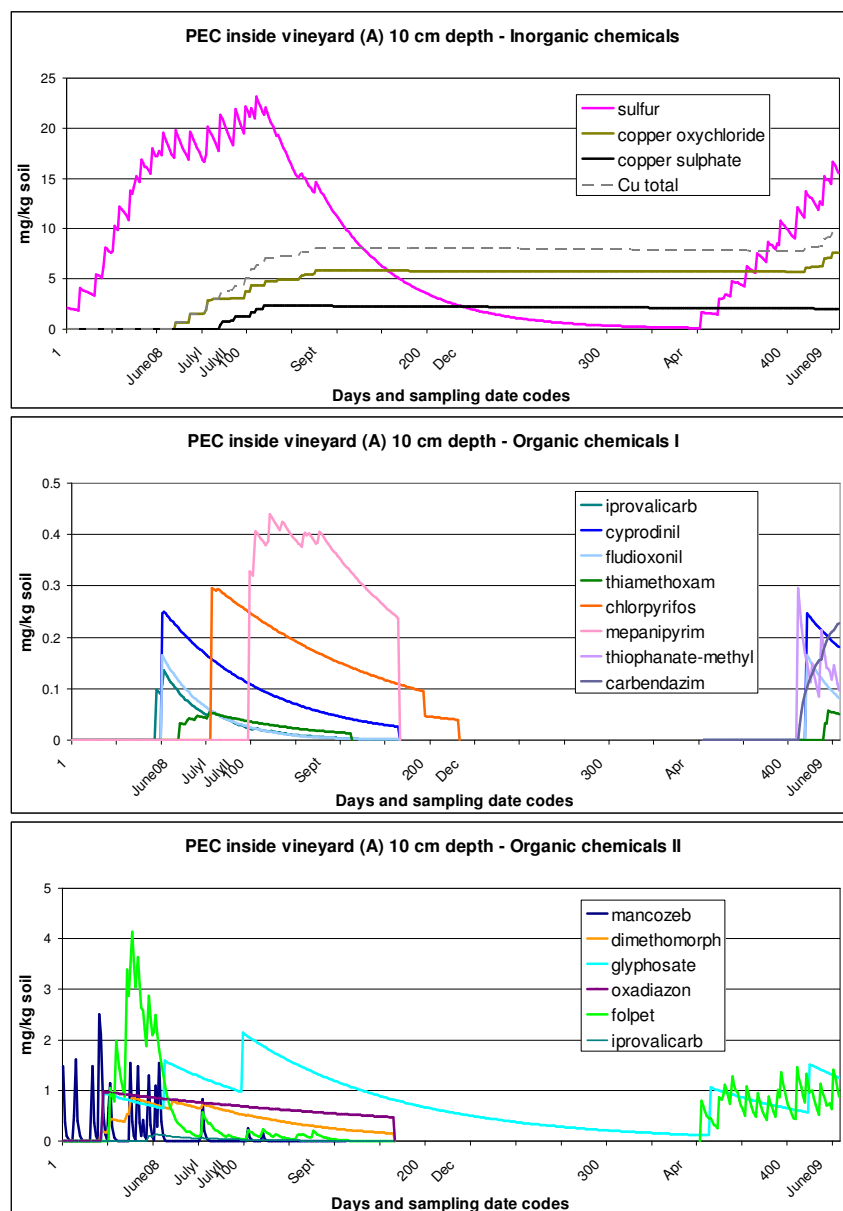 PEC inside vineyard (A) 10 cm depth - Inorganic chemicals
25
20
15
10
5
0
mg/kg soil
sulfur
copper oxychloride
copper sulphate
Cu total
1
June08
JulyI
JulyII
100
Sept
200
Dec
300
Apr
400
June09
Days and sampling date codes
PEC inside vineyard (A) 10 cm depth - Organic chemicals I
0.5
0.4
0.3
0.2
0.1
0
mg/kg soil
iprovalicarb
cyprodinil
fludioxonil
thiamethoxam
chlorpyrifos
mepanipyrim
thiophanate-methyl
carbendazim
1
June08
JulyI
JulyII
100
Sept
200
Dec
300
Apr
400
June09
Days and sampling date codes
PEC inside vineyard (A) 10 cm depth - Organic chemicals II
5
4
3
2
1
0
mg/kg soil
mancozeb
dimethomorph
glyphosate
oxadiazon
folpet
iprovalicarb
1
June08
JulyI
JulyII
100
Sept
200
Dec
300
Apr
400
June09
Days and sampling date codes